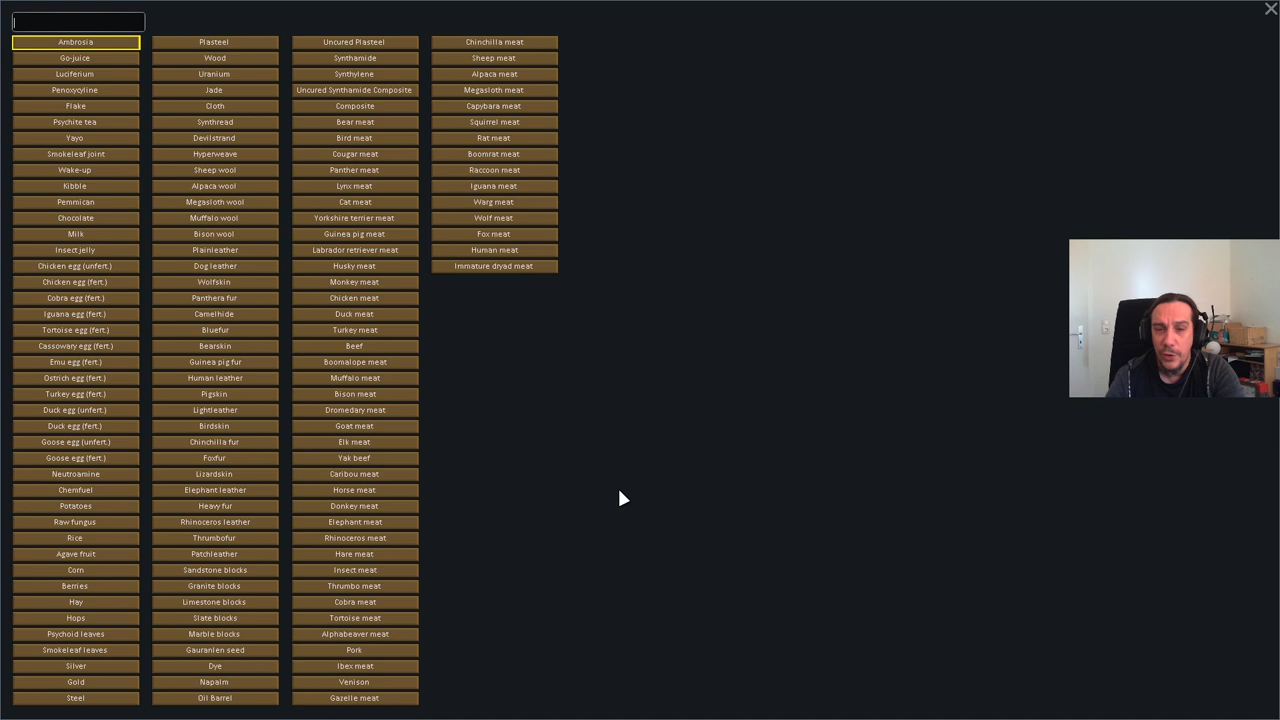 Ambrosia
Go-juice
Luciferium
Penoxycyline
Flake
Psychite tea
Yayo
Smokeleaf joint
Wake-up
Kibble
Pemmican
Chocolate
Milk
Insect jelly
Chicken egg (unfert.)
Chicken egg (fert.)
Cobra egg (fert.)
Iguana egg (fert.)
Tortoise egg (fert.)
Cassowary egg (fert.)
Emu egg (fert.)
Ostrich egg (fert.)
Turkey egg (fert.)
Duck egg (unfert.)
Duck egg (fert.)
Goose egg (unfert.)
Goose egg (fert.)
Neutroamine
Chemfuel
Potatoes
Raw fungus
Rice
Agave fruit
Corn
Berries
Hay
Hops
Psychoid leaves
Smokeleaf leaves
Silver
Gold
Steel
Plasteel
Wood
Uranium
Jade
Cloth
Synthread
Devilstrand
Hyperweave
Sheep wool
Alpaca wool
Megasloth wool
Muffalo wool
Bison wool
Plainleather
Dog leather
Wolfskin
Panthera fur
Camelhide
Bluefur
Bearskin
Guinea pig fur
Human leather
Pigskin
Lightleather
Birdskin
Chinchilla fur
Foxfur
Lizardskin
Elephant leather
Heavy fur
Rhinoceros leather
Thrumbofur
Patchleather
Sandstone blocks
Granite blocks
Limestone blocks
Slate blocks
Marble blocks
Gauranlen seed
Dye
Napalm
Oil Barrel
Uncured Plasteel
Synthamide
Synthylene
Uncured Synthamide Composite
Composite
Bear meat
Bird meat
Cougar meat
Panther meat
Lynx meat
Cat meat
Yorkshire terrier meat
Guinea pig meat
Labrador retriever meat
Husky meat
Monkey meat
Chicken meat
Duck meat
Turkey meat
Beef
Boomalope meat
Muffalo meat
Bison meat
Dromedary meat
Goat meat
Elk meat
Yak beef
Caribou meat
Horse meat
Donkey meat
Elephant meat
Rhinoceros meat
Hare meat
Insect meat
Thrumbo meat
Cobra meat
Tortoise meat
Alphabeaver meat
Pork
Ibex meat
Venison
Gazelle meat
Chinchilla meat
Sheep meat
Alpaca meat
Megasloth meat
Capybara meat
Squirrel meat
Rat meat
Boomrat meat
Raccoon meat
Iguana meat
Warg meat
Wolf meat
Fox meat
Human meat
Immature dryad meat